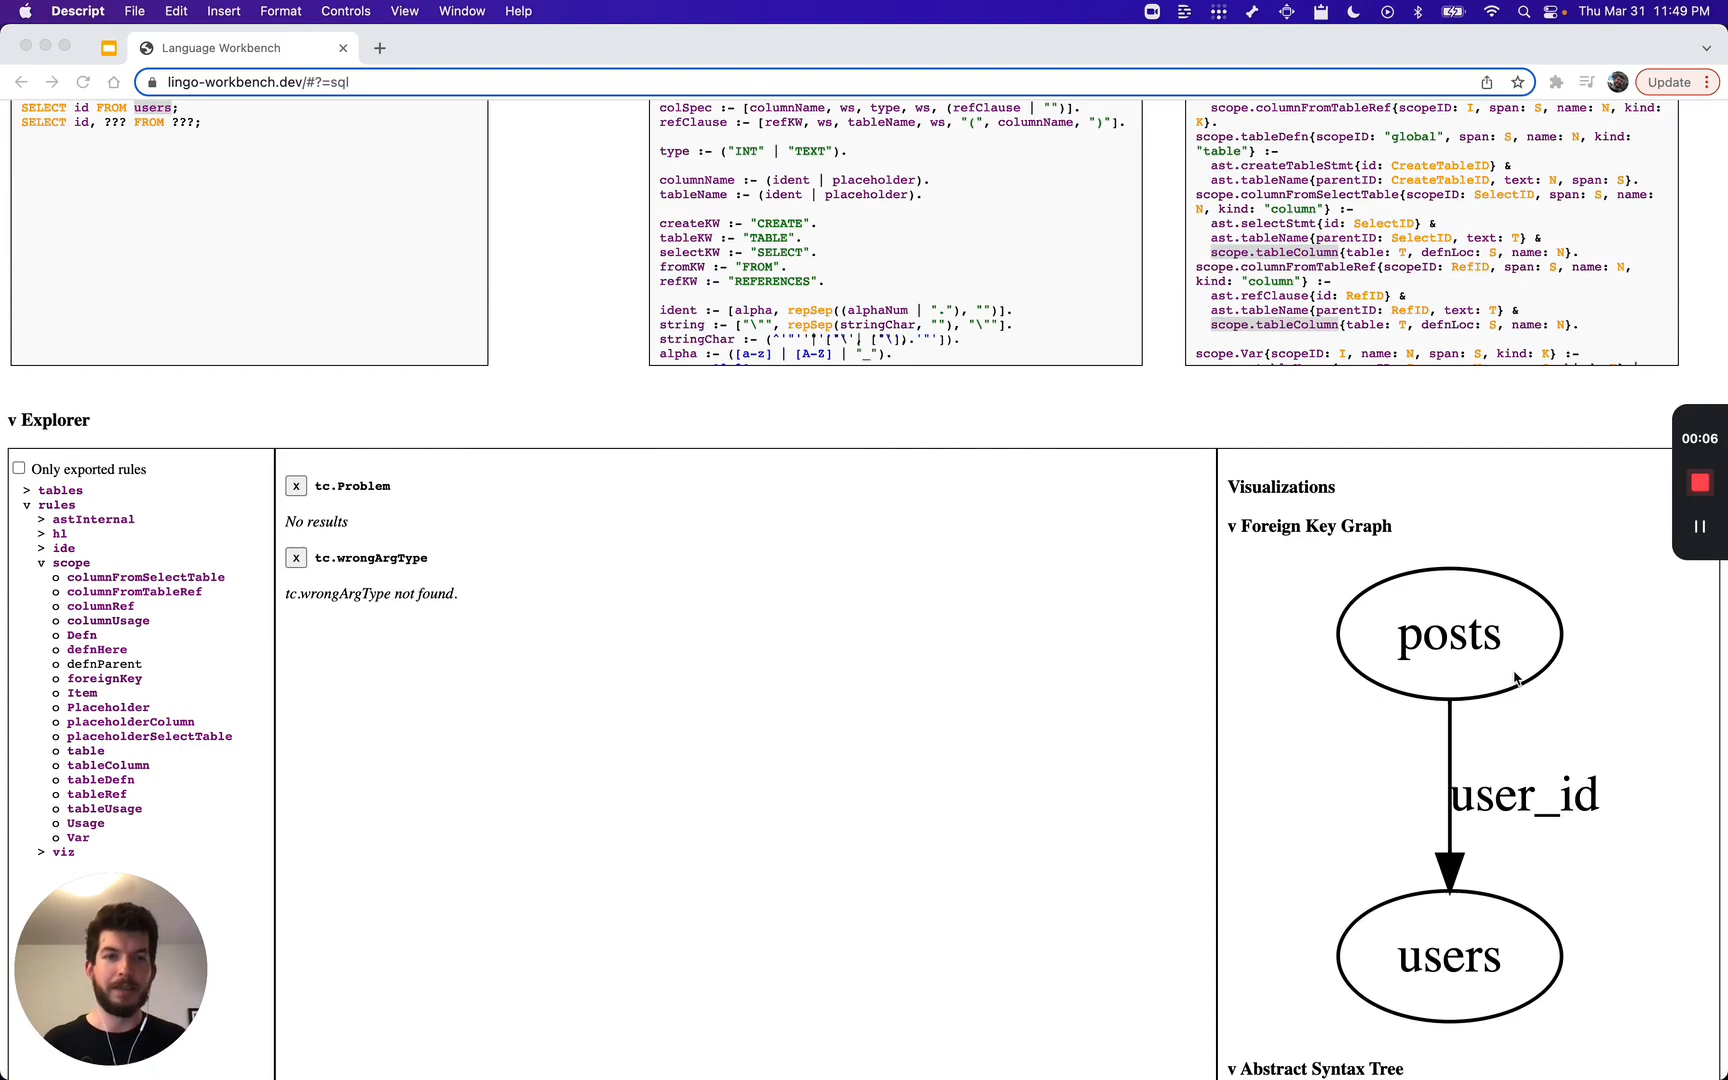 Descript File Edit Insert Format Controls View Window Help Thu Mar 31 11:49 PM
Language Workbench
lingo-workbench.dev/#?=sql Update
SELECT id FROM users;
SELECT id, ??? FROM ???;
colSpec :- [columnName, ws, type, ws, (refClause | "")].
refClause :- [refKW, ws, tableName, ws, "(", columnName, ")"].
type :- ("INT" | "TEXT").
columnName :- (ident | placeholder).
tableName :- (ident | placeholder).
createKW :- "CREATE".
tableKW :- "TABLE".
selectKW :- "SELECT".
fromKW :- "FROM".
refKW :- "REFERENCES".
ident :- [alpha, repSep((alphaNum | "."), "")].
string :- ["\"", repSep(stringChar, ""), "\""].
stringChar :-
alpha :- ([a-z] | [A-Z] | "_").
scope.columnFromTableRef{scopeID: I, span: S, name: N, kind:
K}.
scope.tableDefn{scopeID: "global", span: S, name: N, kind:
"table"} :-
ast.createTableStmt{id: CreateTableID} &
ast.tableName{parentID: CreateTableID, text: N, span: S}.
scope.columnFromSelectTable{scopeID: SelectID, span: S, name:
N, kind: "column"} :-
ast.selectStmt{id: SelectID} &
ast.tableName{parentID: SelectID, text: T} &
scope.tableColumn{table: T, defnLoc: S, name: N}.
scope.columnFromTableRef{scopeID: RefID, span: S, name: N,
kind: "column"} :-
ast.refClause{id: RefID} &
ast.tableName{parentID: RefID, text: T} &
scope.tableColumn{table: T, defnLoc: S, name: N}.
scope.Var{scopeID: I, name: N, span: S, kind: K} :-
v Explorer
Only exported rules
> tables
v rules
> astInternal
> hl
> ide
v scope
o columnFromSelectTable
o columnFromTableRef
o columnRef
o columnUsage
o Defn
o defnHere
o defnParent
o foreignKey
o Item
o Placeholder
o placeholderColumn
o placeholderSelectTable
o table
o tableColumn
o tableDefn
o tableRef
o tableUsage
o Usage
o Var
> viz
x tc.Problem
No results
x tc.wrongArgType
tc.wrongArgType not found.
Visualizations
v Foreign Key Graph
posts
user_id
users
v Abstract Syntax Tree
00:06